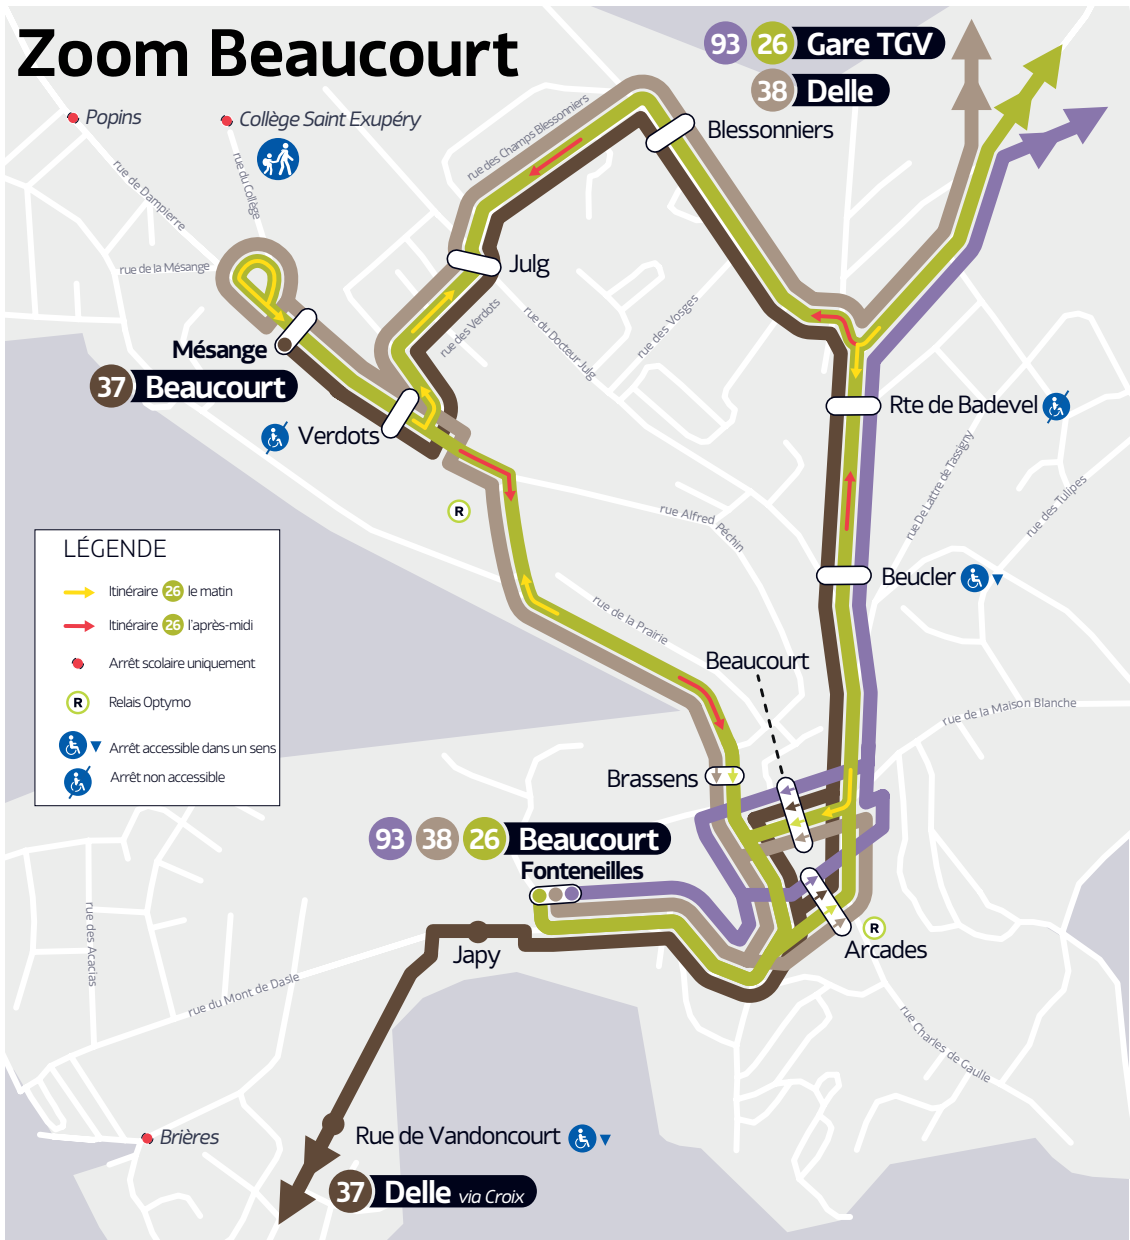 Zoom Beaucourt
93 26 Gare TGV
38 Delle
Popins
Collège Saint Exupéry
Blessonniers
rue des Champs Blessonniers
rue de Dampierre
rue du Collège
rue de la Mésange
Julg
rue des Verdots
rue du Docteur Julg
rue des Vosges
Mésange
37 Beaucourt
Verdots
Rte de Badevel
rue De Lattre de Tassigny
rue des Tulipes
R
rue Alfred Péchin
Beucler
LÉGENDE
Itinéraire 26 le matin
Itinéraire 26 l'après-midi
Arrêt scolaire uniquement
R Relais Optymo
Arrêt accessible dans un sens
Arrêt non accessible
rue de la Prairie
Beaucourt
rue de la Maison Blanche
Brassens
93 38 26 Beaucourt
Fonteneilles
R
Arcades
Japy
rue des Acacias
rue du Mont de Dasle
rue Charles de Gaulle
Brières
Rue de Vandoncourt
37 Delle via Croix